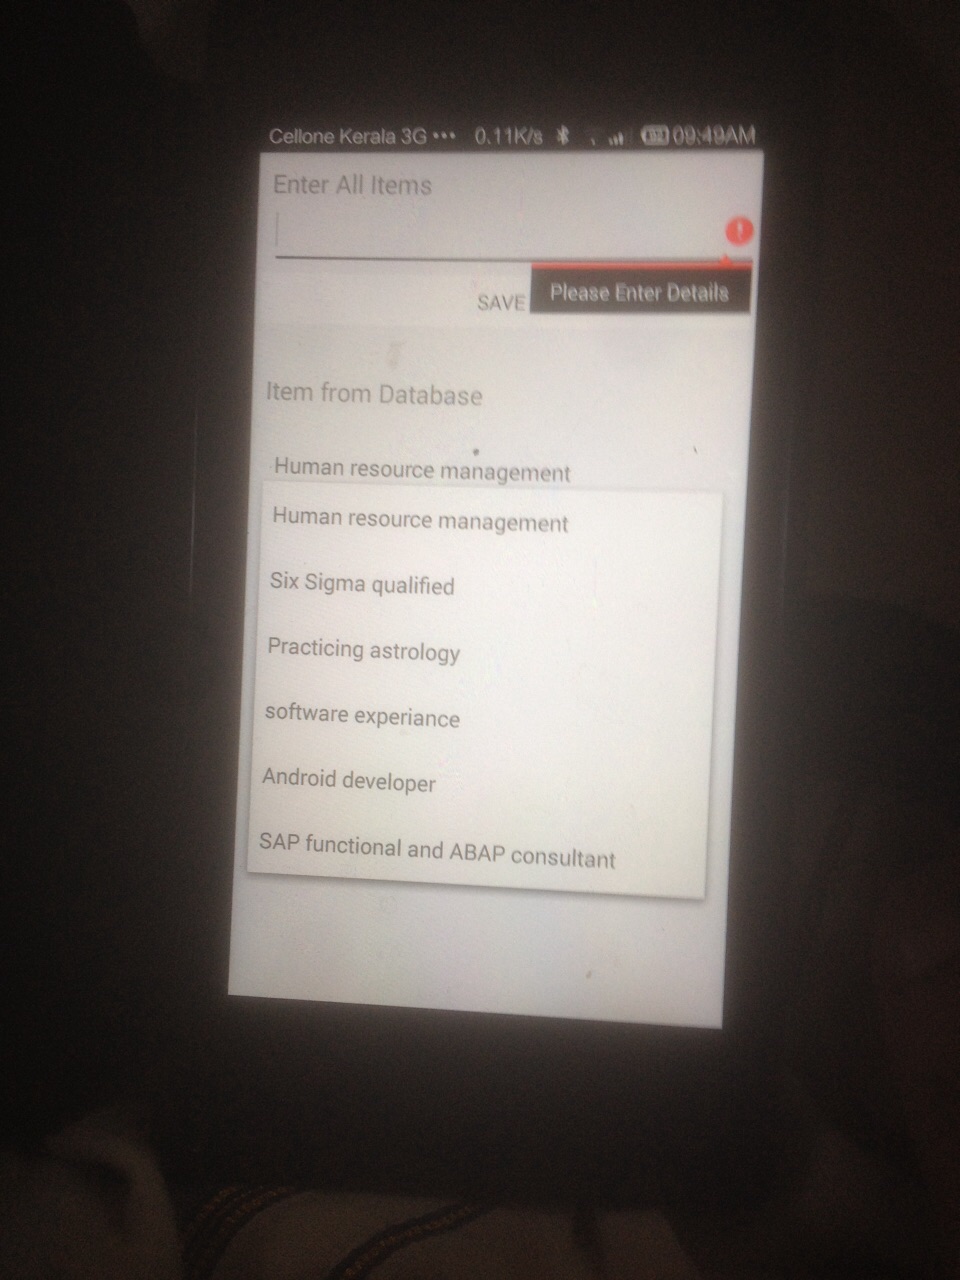 Cellone Kerala 3G ••• 0.11K/s 09:49AM
Enter All Items
SAVE
Please Enter Details
Item from Database
Human resource management
Human resource management
Six Sigma qualified
Practicing astrology
software experiance
Android developer
SAP functional and ABAP consultant